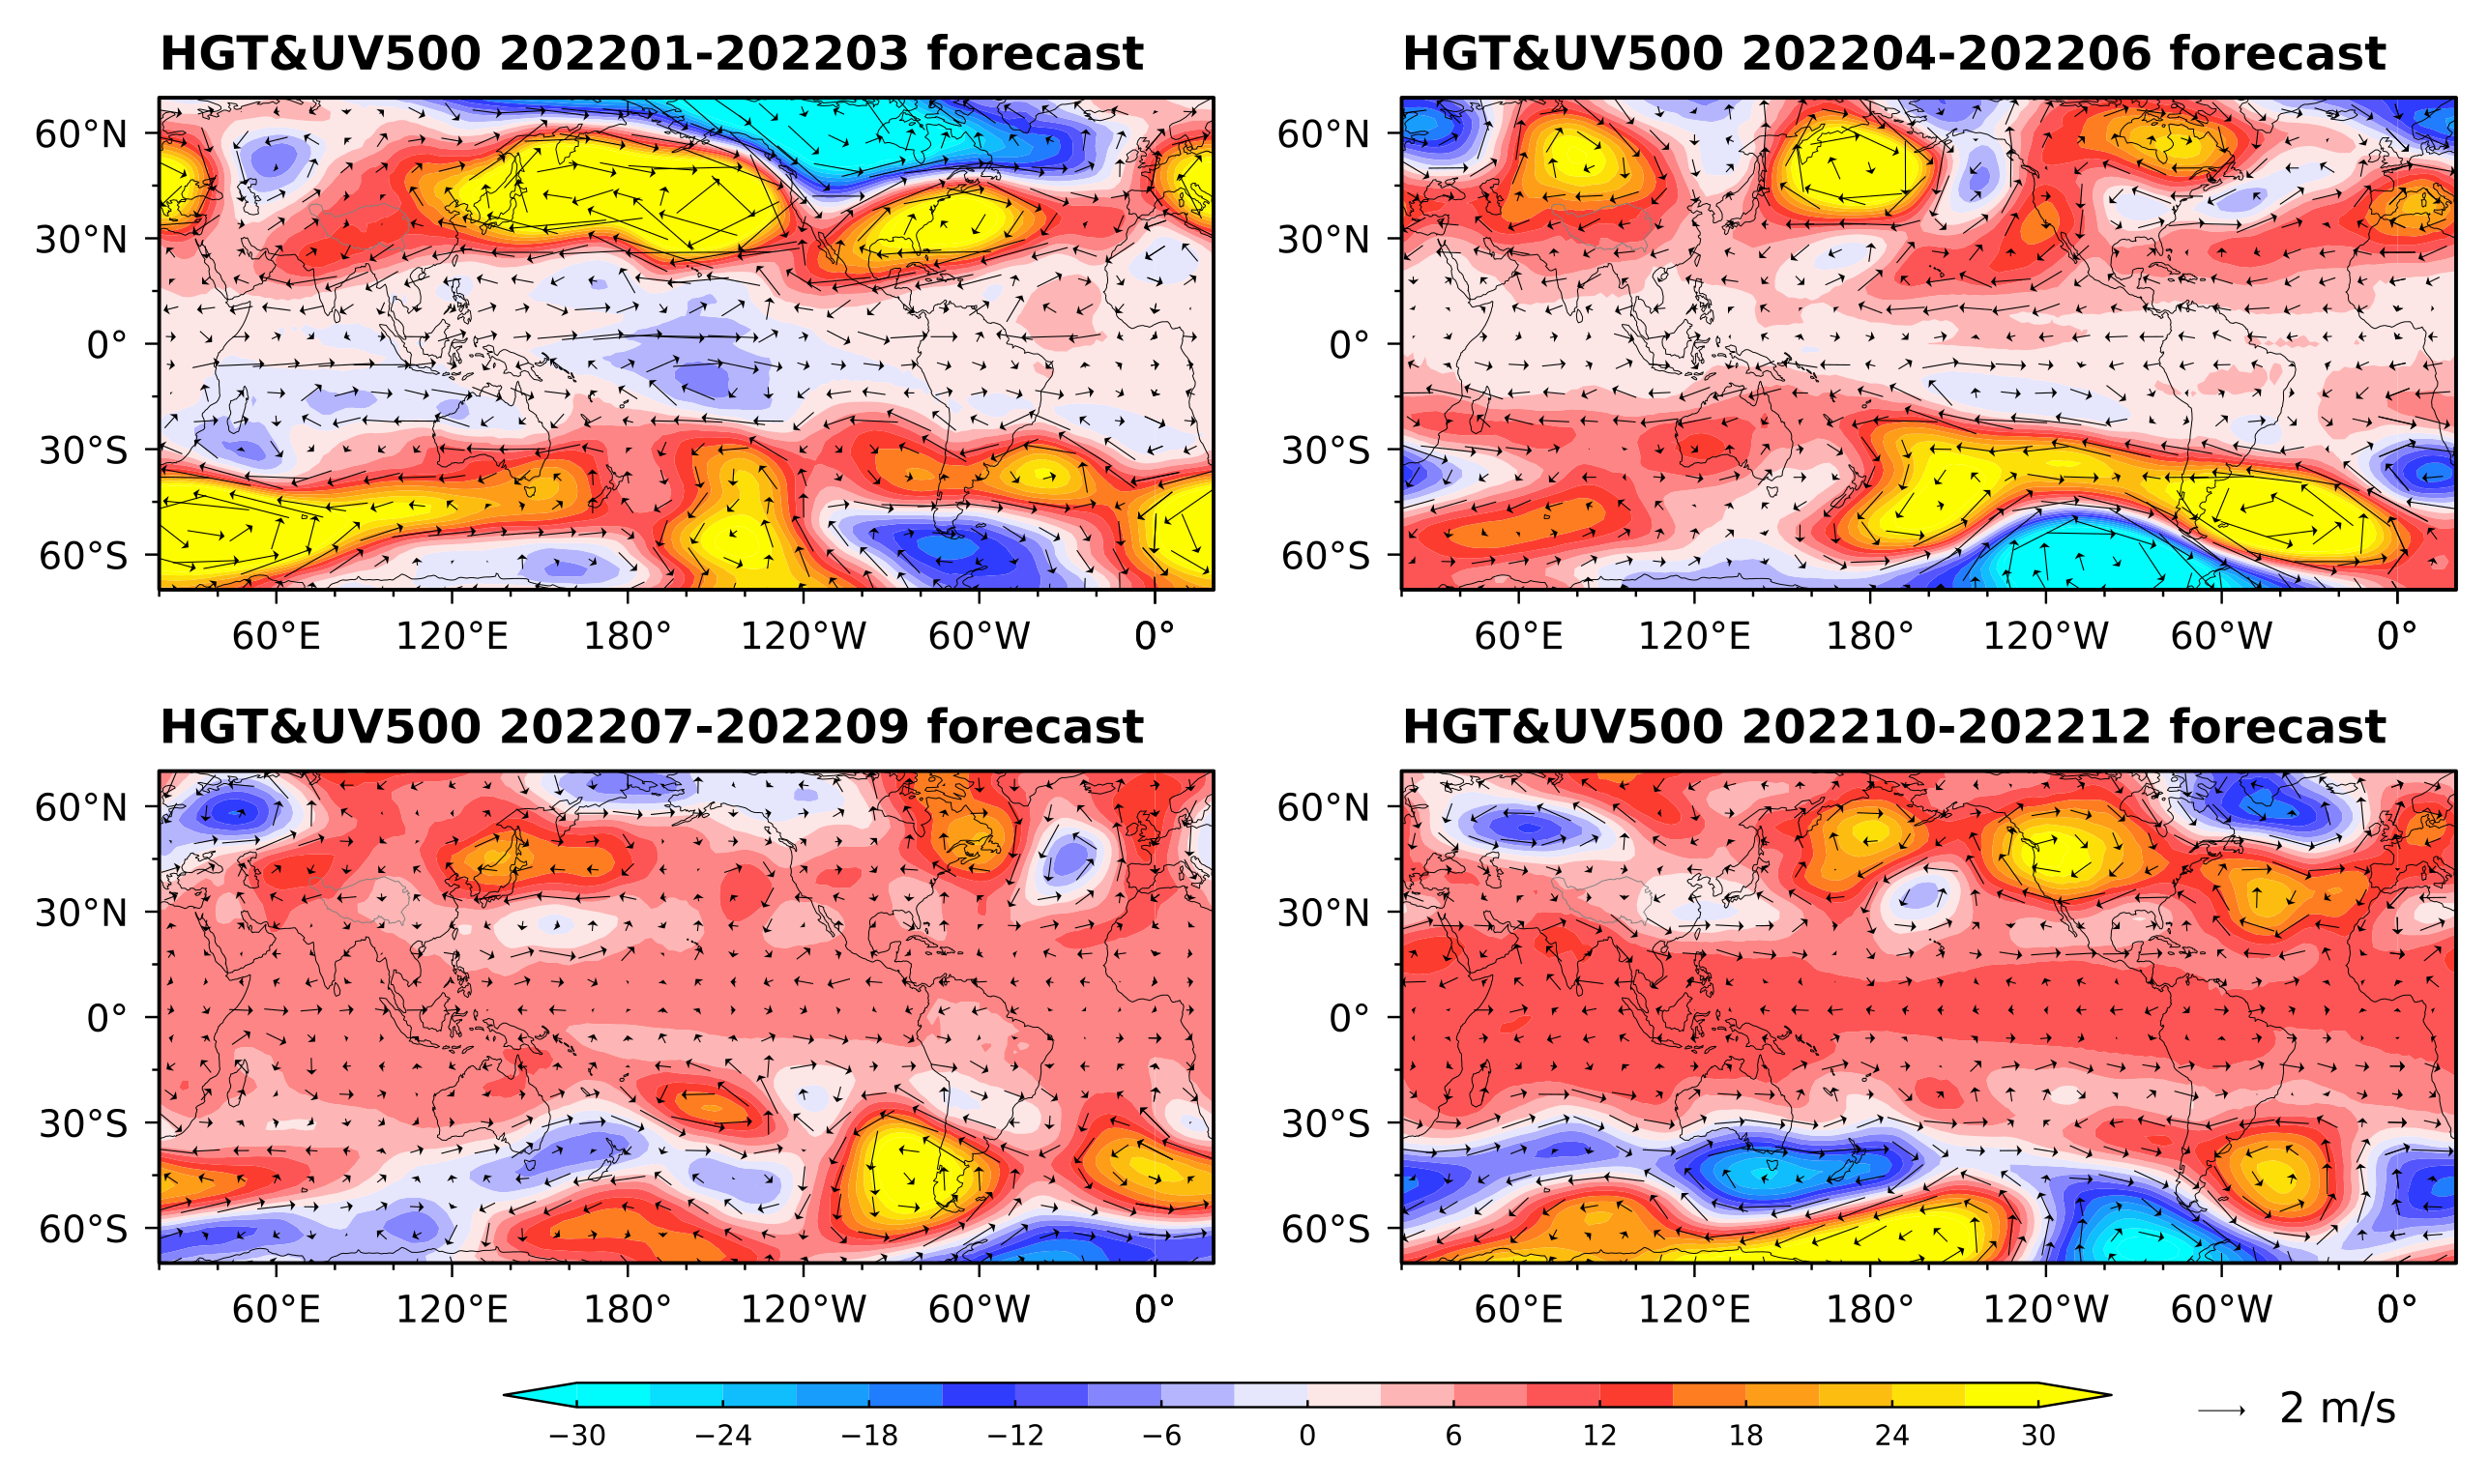 HGT&UV500 202201-202203 forecast
HGT&UV500 202204-202206 forecast
60°N
30°N
0°
30°S
60°S
60°E 120°E 180° 120°W 60°W 0°
60°N
30°N
0°
30°S
60°S
60°E 120°E 180° 120°W 60°W 0°
HGT&UV500 202207-202209 forecast
HGT&UV500 202210-202212 forecast
60°N
30°N
0°
30°S
60°S
60°E 120°E 180° 120°W 60°W 0°
60°N
30°N
0°
30°S
60°S
60°E 120°E 180° 120°W 60°W 0°
−30 −24 −18 −12 −6 0 6 12 18 24 30
2 m/s